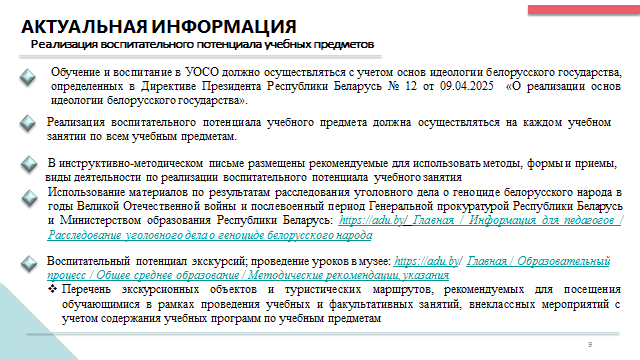 АКТУАЛЬНАЯ ИНФОРМАЦИЯ
Реализация воспитательного потенциала учебных предметов
Обучение и воспитание в УОСО должно осуществляться с учетом основ идеологии белорусского государства,
определенных в Директиве Президента Республики Беларусь № 12 от 09.04.2025 «О реализации основ
идеологии белорусского государства».
Реализация воспитательного потенциала учебного предмета должна осуществляться на каждом учебном
занятии по всем учебным предметам.
В инструктивно-методическом письме размещены рекомендуемые для использовать методы, формы и приемы,
виды деятельности по реализации воспитательного потенциала учебного занятия
Использование материалов по результатам расследования уголовного дела о геноциде белорусского народа в
годы Великой Отечественной войны и послевоенный период Генеральной прокуратурой Республики Беларусь
и Министерством образования Республики Беларусь: https://adu.by/ Главная / Информация для педагогов /
Расследование уголовного дела о геноциде белорусского народа
Воспитательный потенциал экскурсий; проведение уроков в музее: https://adu.by/ Главная / Образовательный
процесс / Общее среднее образование / Методические рекомендации, указания
❖ Перечень экскурсионных объектов и туристических маршрутов, рекомендуемых для посещения
обучающимися в рамках проведения учебных и факультативных занятий, внеклассных мероприятий с
учетом содержания учебных программ по учебным предметам
9